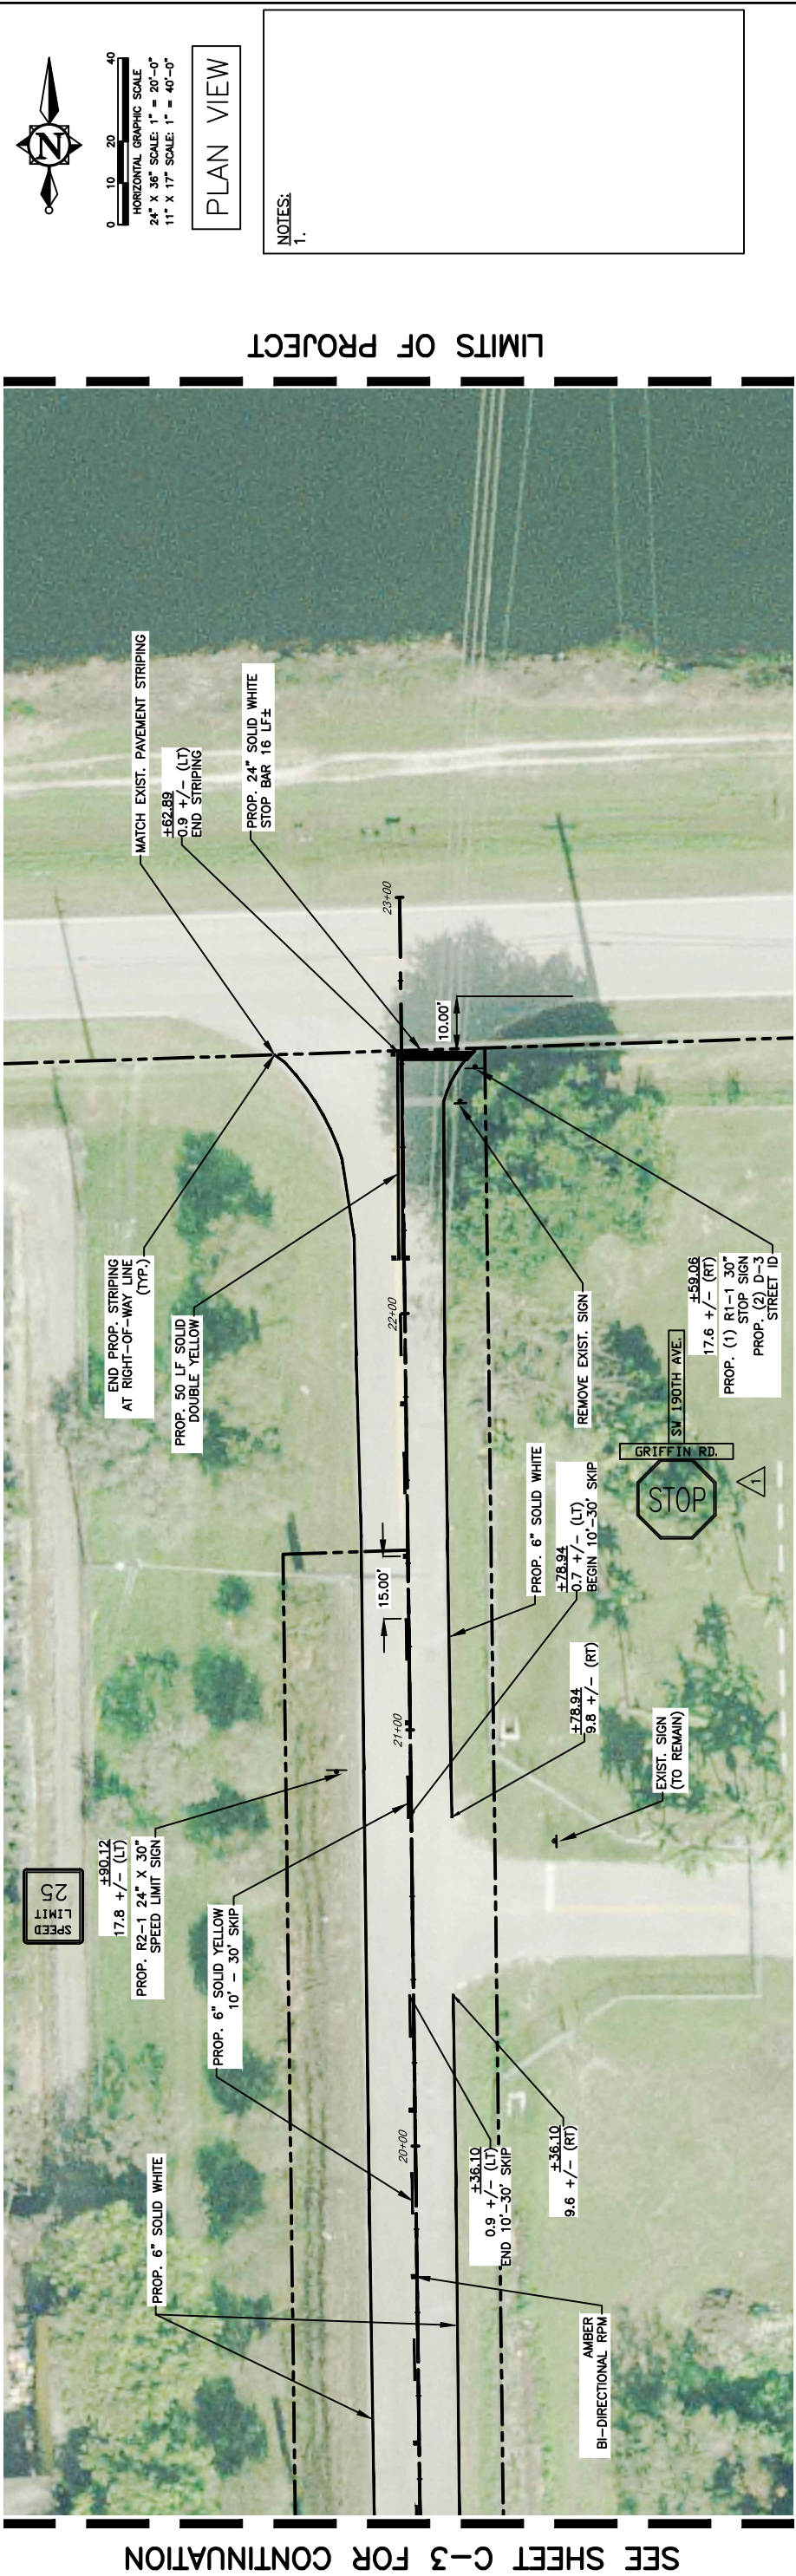 N
0 10 20 40
HORIZONTAL GRAPHIC SCALE
24" X 36" SCALE: 1" = 20'-0"
11" X 17" SCALE: 1" = 40'-0"
PLAN VIEW
NOTES:
1.
LIMITS OF PROJECT
MATCH EXIST. PAVEMENT STRIPING
+62.89
0.9 +/- (LT)
END STRIPING
PROP. 24" SOLID WHITE
STOP BAR 16 LF±
23+00
10.00'
END PROP. STRIPING
AT RIGHT-OF-WAY LINE
(TYP.)
PROP. 50 LF SOLID
DOUBLE YELLOW
22+00
REMOVE EXIST. SIGN
+59.06
17.6 +/- (RT)
PROP. (1) R1-1 30"
STOP SIGN
PROP. (2) D-3
STREET ID
SW 190TH AVE.
GRIFFIN RD.
STOP
1
PROP. 6" SOLID WHITE
+78.94
0.7 +/- (LT)
BEGIN 10'-30' SKIP
15.00'
21+00
+78.94
9.8 +/- (RT)
EXIST. SIGN
(TO REMAIN)
SPEED
LIMIT
25
+90.12
17.8 +/- (LT)
PROP. R2-1 24" X 30"
SPEED LIMIT SIGN
PROP. 6" SOLID YELLOW
10' - 30' SKIP
20+00
+36.10
0.9 +/- (LT)
END 10'-30' SKIP
+36.10
9.6 +/- (RT)
PROP. 6" SOLID WHITE
AMBER
BI-DIRECTIONAL RPM
SEE SHEET C-3 FOR CONTINUATION